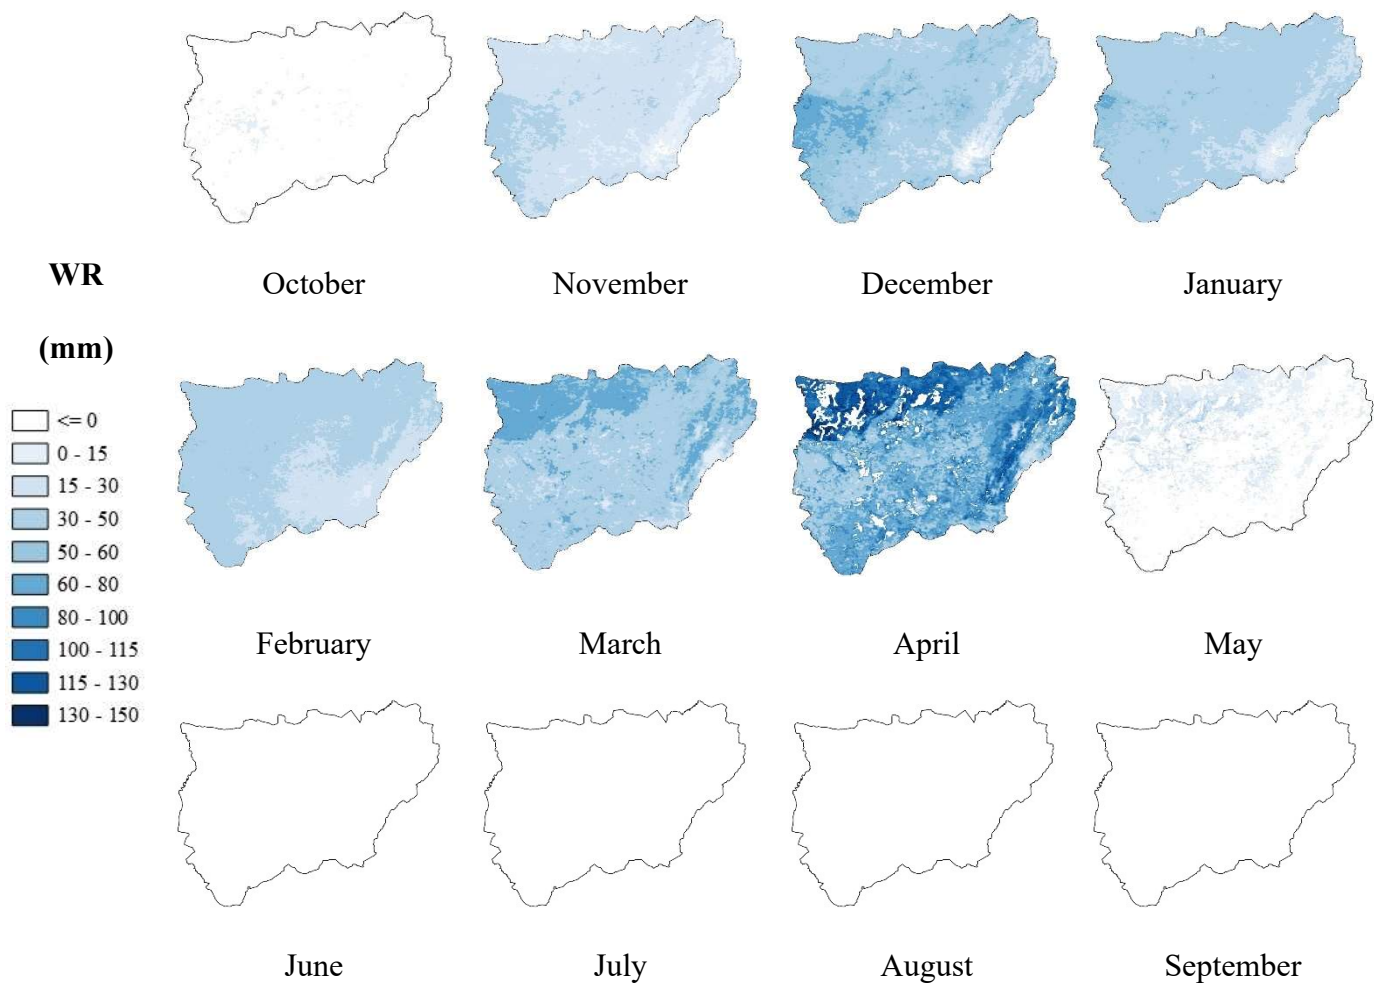 WR
(mm)
<= 0
0 - 15
15 - 30
30 - 50
50 - 60
60 - 80
80 - 100
100 - 115
115 - 130
130 - 150
October
November
December
January
February
March
April
May
June
July
August
September